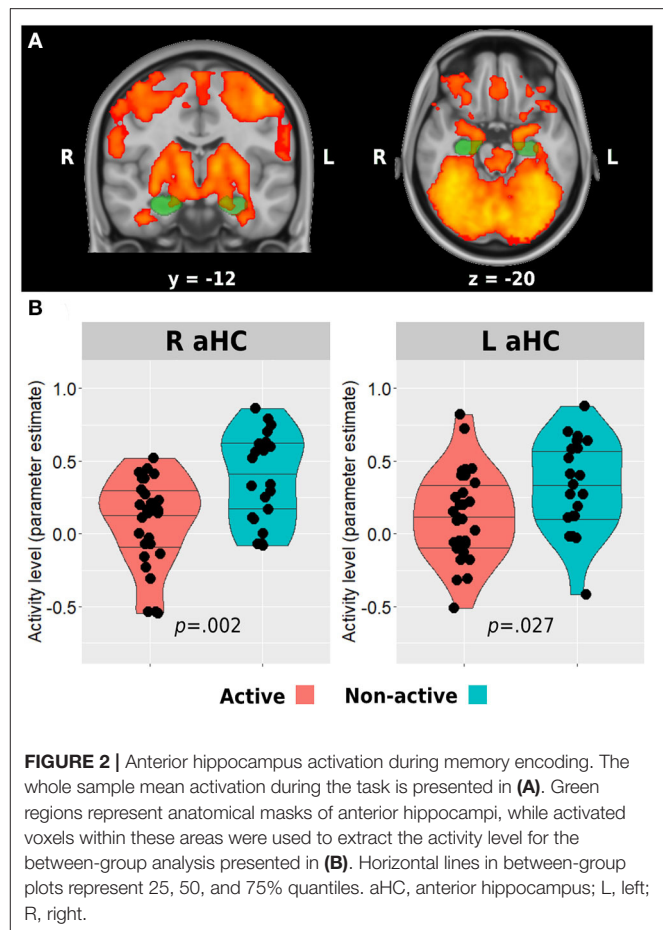 A
R
L
R
L
y = -12
z = -20
B
R aHC
L aHC
Activity level (parameter estimate)
1.0
0.5
0.0
-0.5
p=.002
Activity level (parameter estimate)
1.0
0.5
0.0
-0.5
p=.027
Active
Non-active
FIGURE 2 | Anterior hippocampus activation during memory encoding. The
whole sample mean activation during the task is presented in (A). Green
regions represent anatomical masks of anterior hippocampi, while activated
voxels within these areas were used to extract the activity level for the
between-group analysis presented in (B). Horizontal lines in between-group
plots represent 25, 50, and 75% quantiles. aHC, anterior hippocampus; L, left;
R, right.